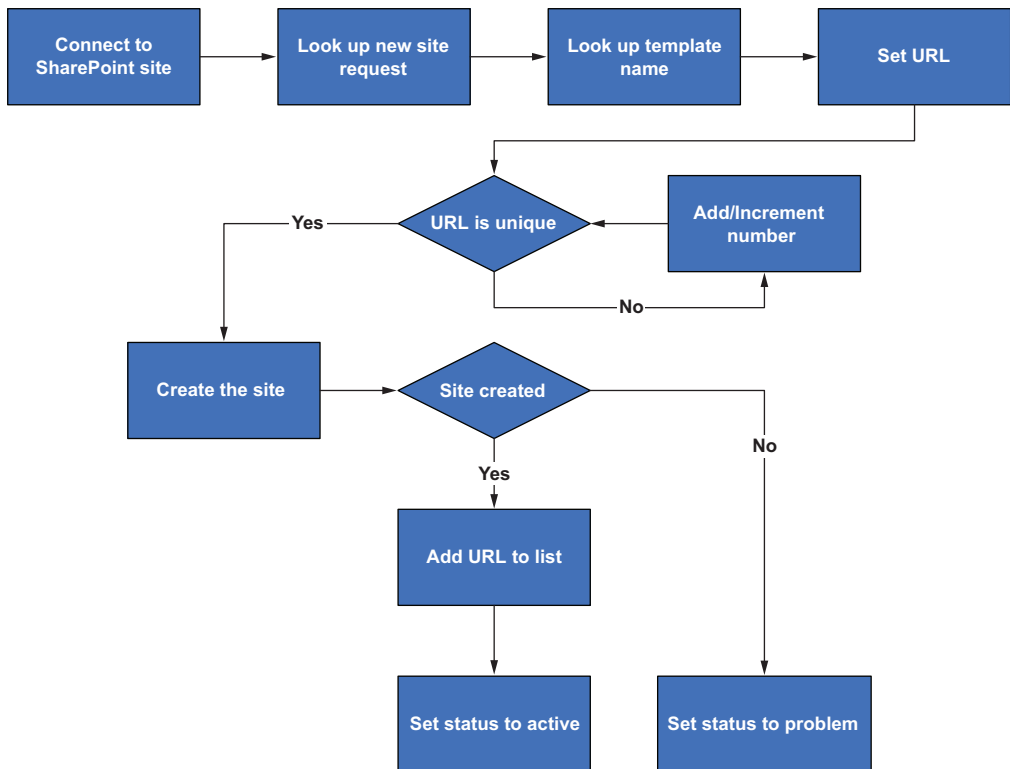 Connect to
SharePoint site
Look up new site
request
Look up template
name
Set URL
URL is unique
Add/Increment
number
Yes
No
Create the site
Site created
No
Yes
Add URL to list
Set status to active
Set status to problem